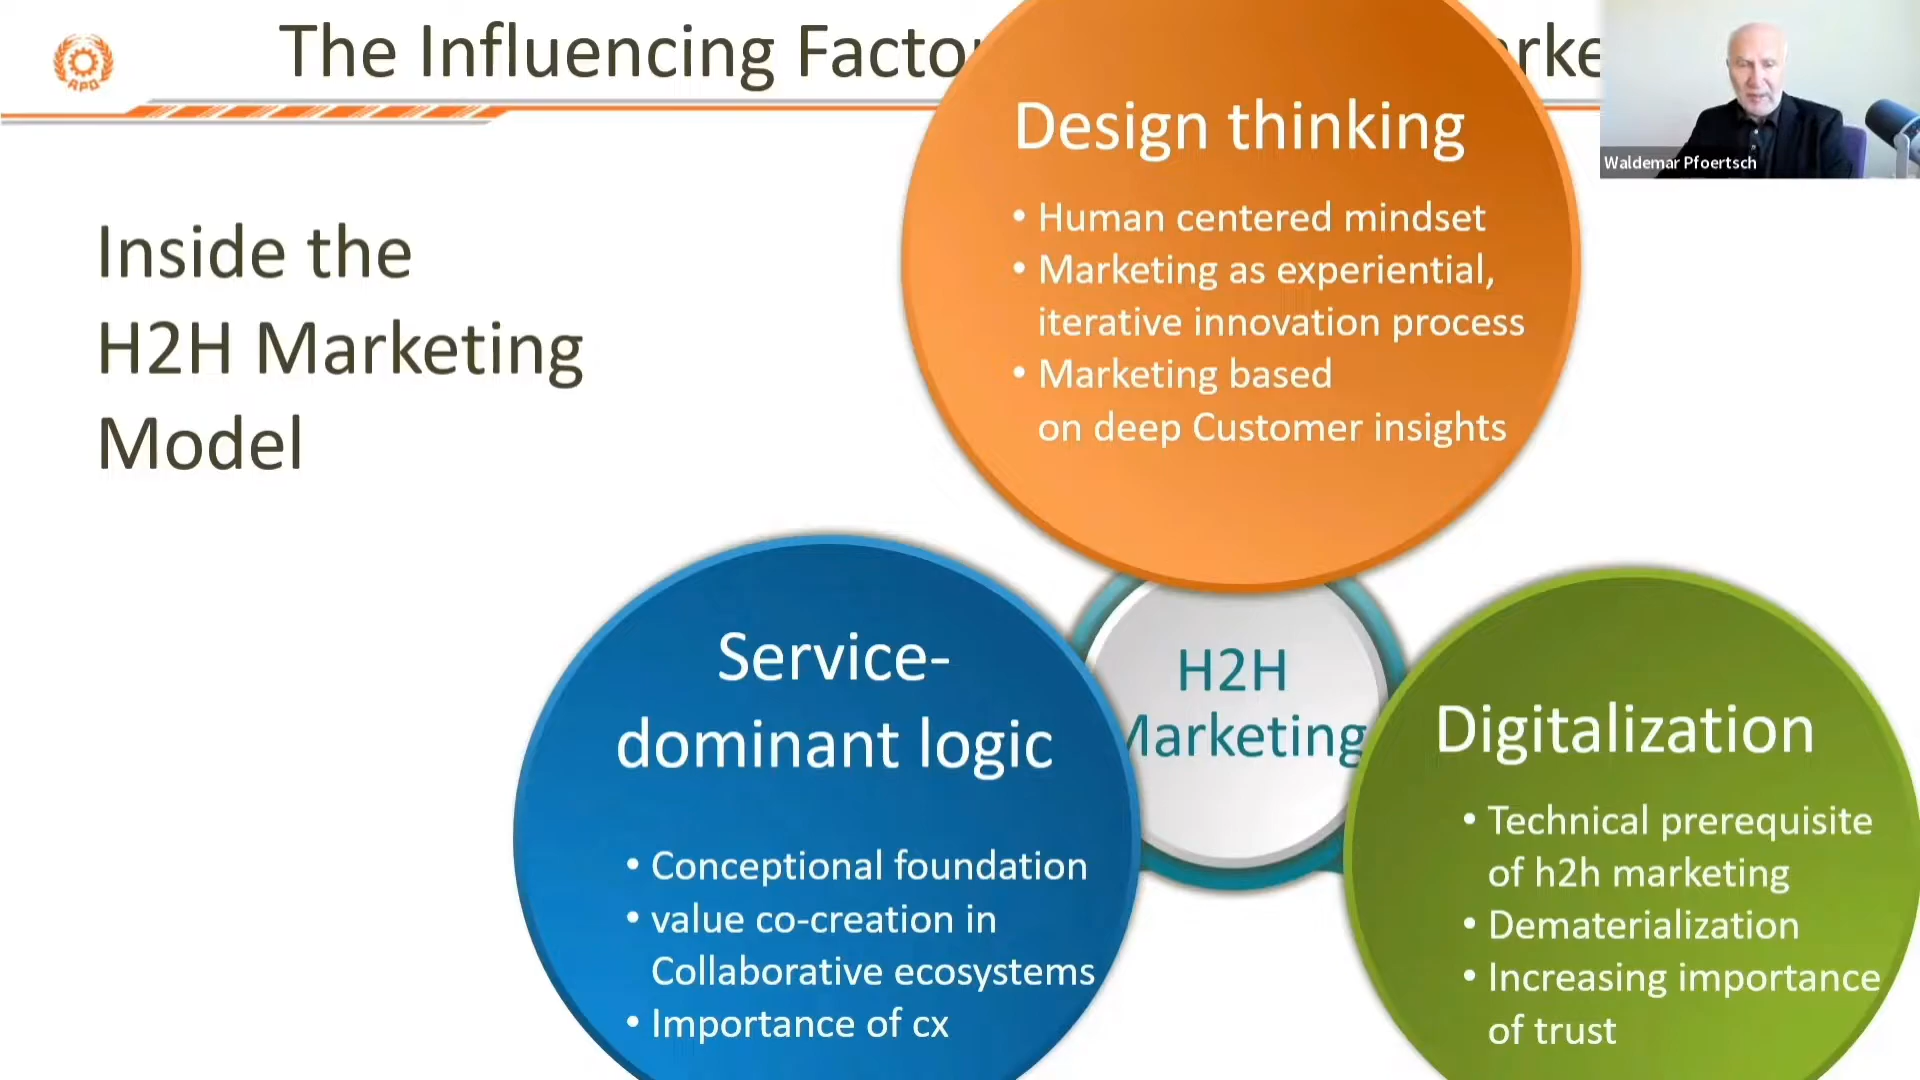 The Influencing Facto
rke
APO
Waldemar Pfoertsch
Inside the
H2H Marketing
Model
Design thinking
• Human centered mindset
• Marketing as experiential,
iterative innovation process
• Marketing based
on deep Customer insights
H2H
Marketing
Service-
dominant logic
• Conceptional foundation
• value co-creation in
Collaborative ecosystems
• Importance of cx
Digitalization
• Technical prerequisite
of h2h marketing
• Dematerialization
• Increasing importance
of trust